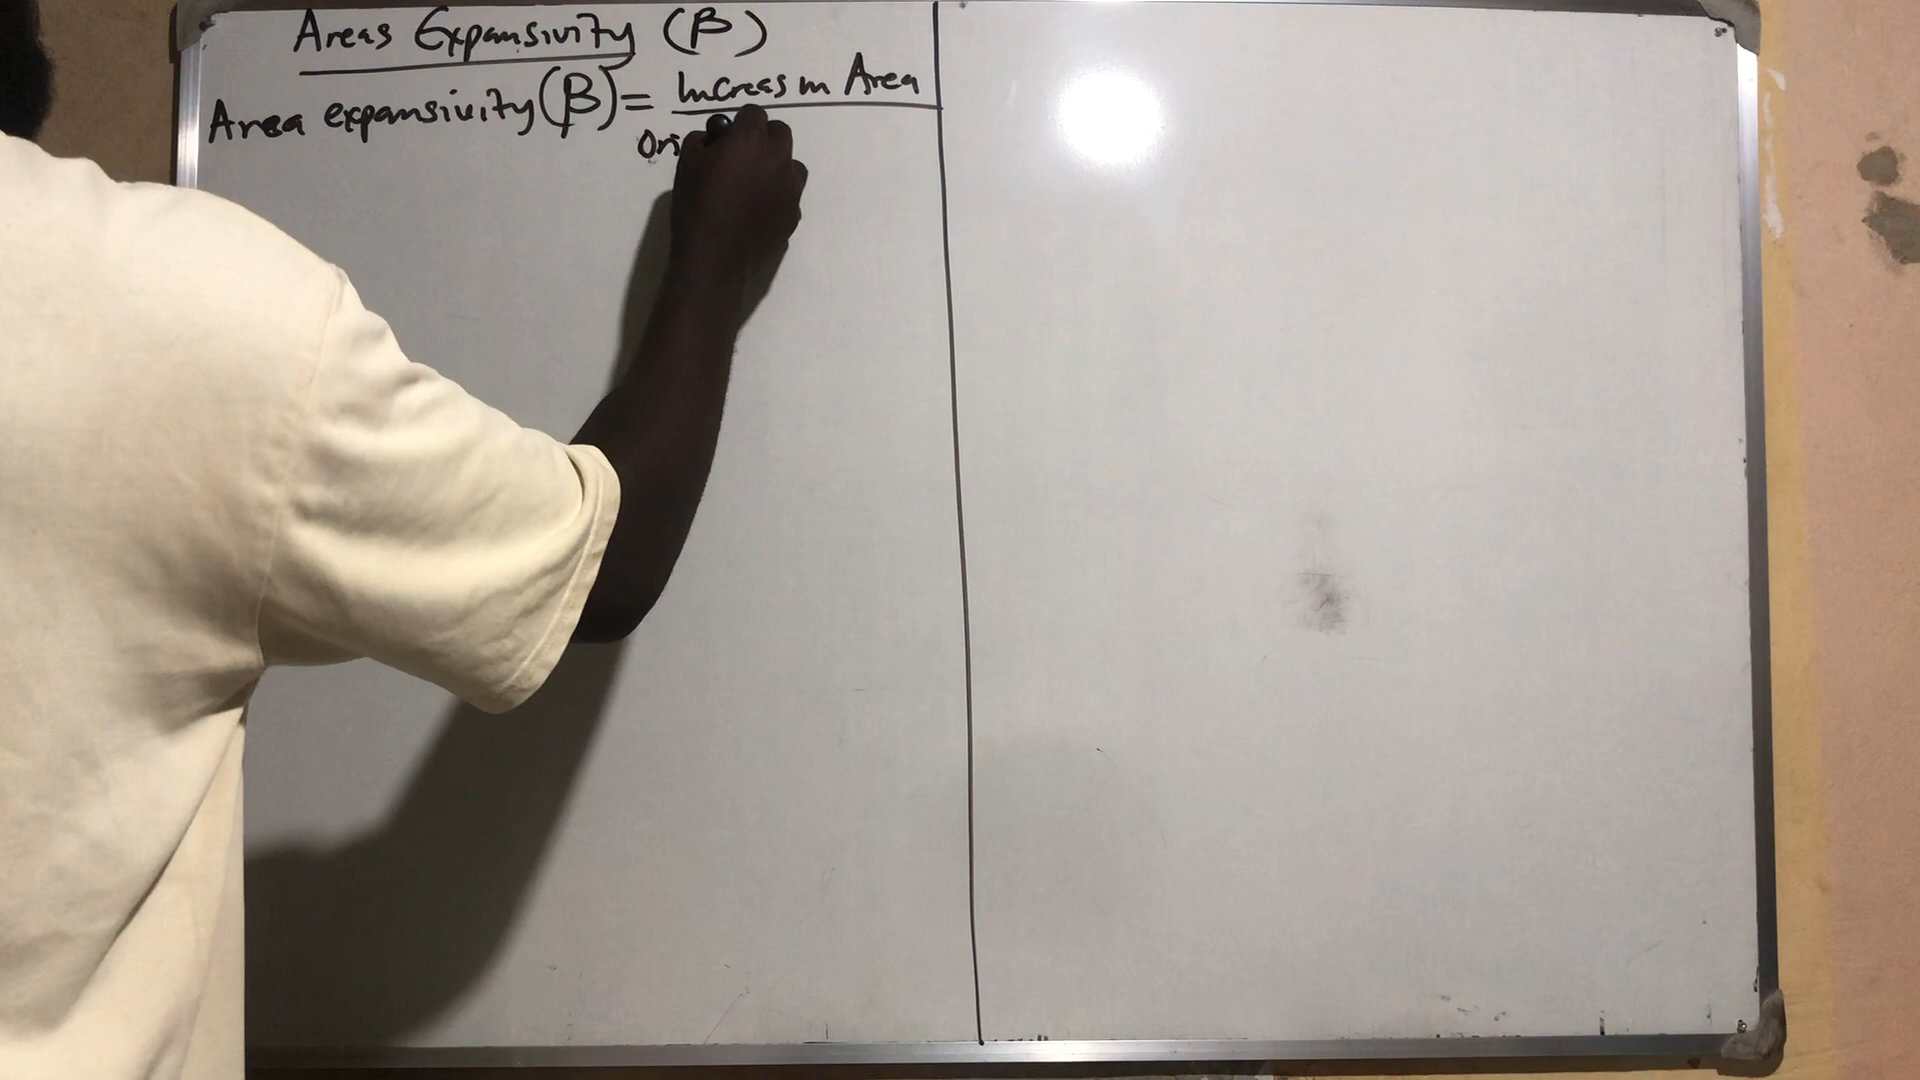 Areas Expansivity (β)
Area expansivity (β) = Increas in Area
Ori